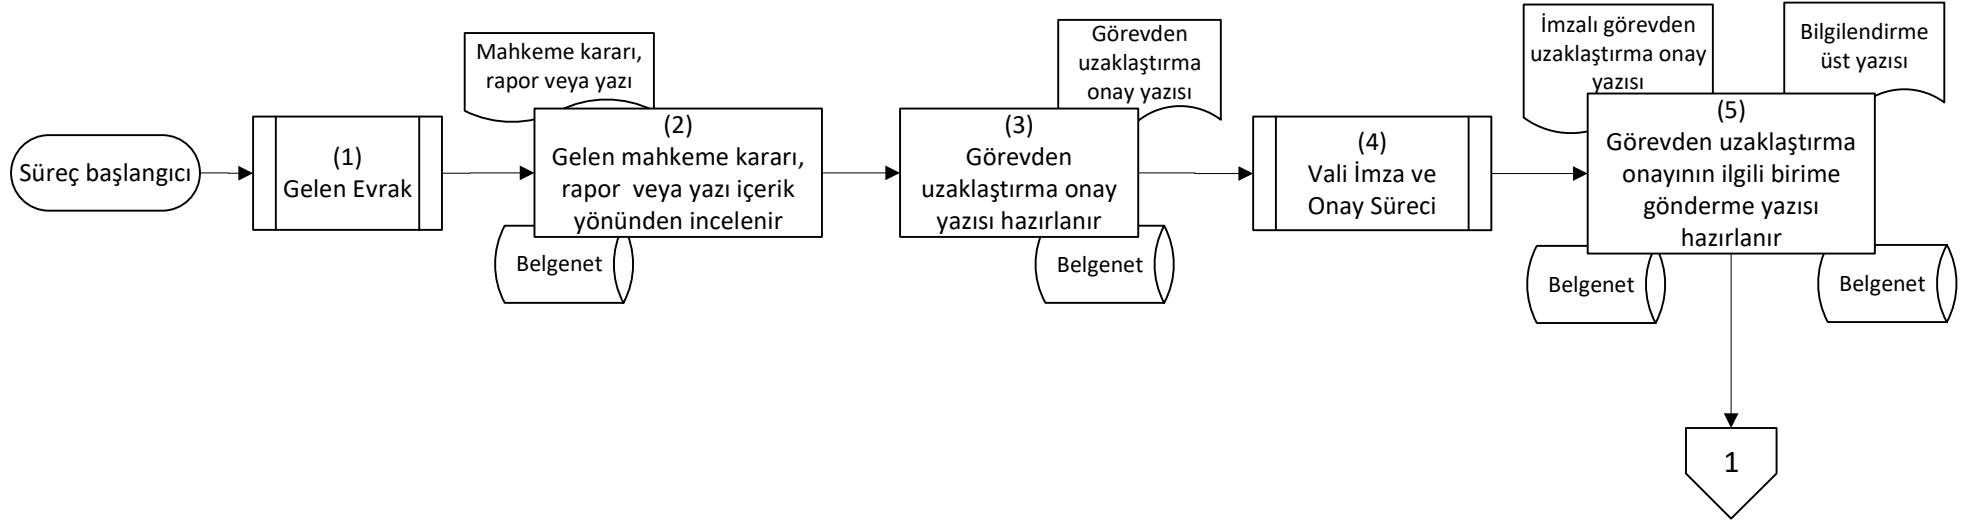 Süreç başlangıcı
(1)
Gelen Evrak
Mahkeme kararı,
rapor veya yazı
(2)
Gelen mahkeme kararı,
rapor  veya yazı içerik
yönünden incelenir
Belgenet
Görevden
uzaklaştırma
onay yazısı
(3)
Görevden
uzaklaştırma onay
yazısı hazırlanır
Belgenet
(4)
Vali İmza ve
Onay Süreci
İmzalı görevden
uzaklaştırma onay
yazısı
Bilgilendirme
üst yazısı
(5)
Görevden uzaklaştırma
onayının ilgili birime
gönderme yazısı
hazırlanır
Belgenet
Belgenet
1